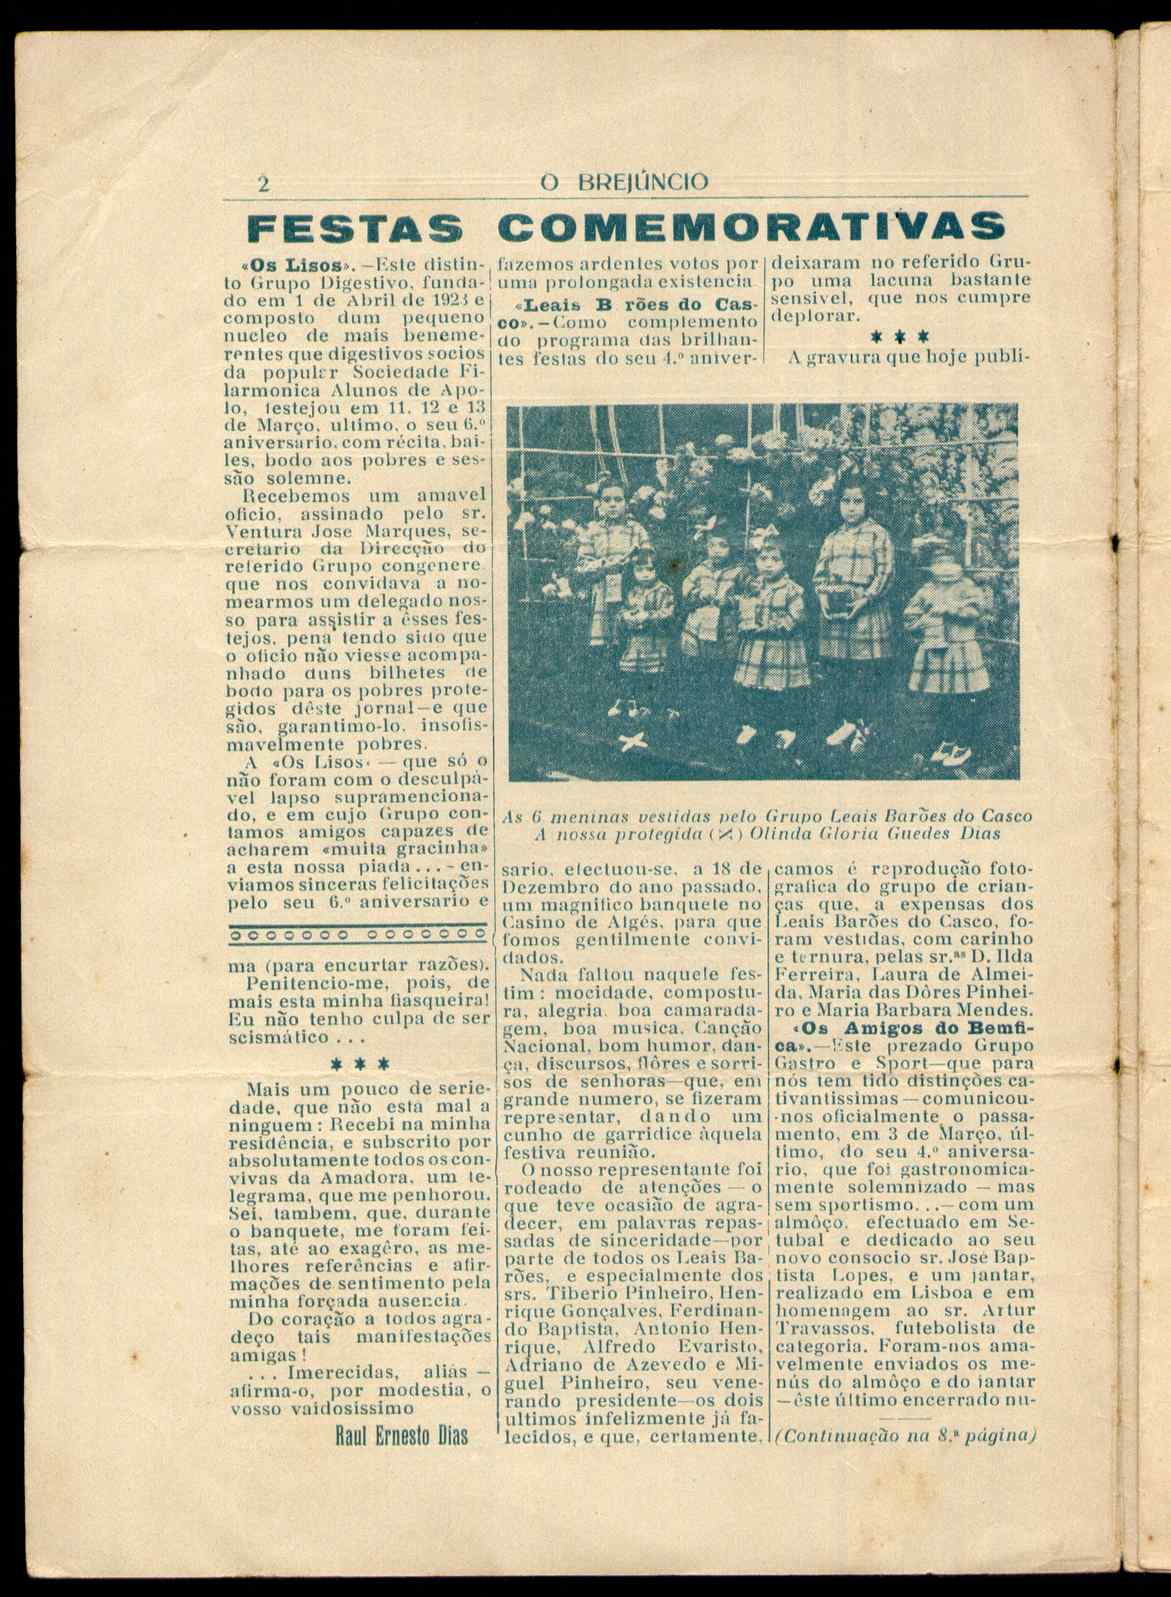 2
O BREJÚNCIO
FESTAS COMEMORATIVAS
«Os Lisos». —Este distin-
to Grupo Digestivo, funda-
do em 1 de Abril de 1923 e
composto dum pequeno
nucleo de mais beneme-
rentes que digestivos socios
da popular Sociedade Fi-
larmonica Alunos de Apo-
lo, festejou em 11, 12 e 13
de Março, ultimo, o seu 6.º
aniversario, com récita, bai-
les, bodo aos pobres e ses-
são solemne.
Recebemos um amavel
oficio, assinado pelo sr.
Ventura Jose Marques, se-
cretario da Direcção do
referido Grupo congenere
que nos convidava a no-
mearmos um delegado nos-
so para assistir a êsses fes-
tejos, pena tendo sido que
o oficio não viesse acompa-
nhado duns bilhetes de
bodo para os pobres prote-
gidos dêste jornal—e que
são, garantimo-lo, insofis-
mavelmente pobres.
A «Os Lisos» — que só o
não foram com o desculpá-
vel lapso supramenciona-
do, e em cujo Grupo con-
tamos amigos capazes de
acharem «muita gracinha»
a esta nossa piada... - en-
viamos sinceras felicitações
pelo seu 6.º aniversario e
fazemos ardentes votos por
uma prolongada existencia
«Leais B rões do Cas-
co».—Como complemento
do programa das brilhan-
tes festas do seu 4.º aniver-
deixaram no referido Gru-
po uma lacuna bastante
sensivel, que nos cumpre
deplorar.
* * *
A gravura que hoje publi-
As 6 meninas vestidas pelo Grupo Leais Barões do Casco
A nossa protegida (×) Olinda Gloria Guedes Dias
ma (para encurtar razões).
Penitencio-me, pois, de
mais esta minha fiasqueira!
Eu não tenho culpa de ser
scismático . . .
* * *
Mais um pouco de serie-
dade, que não esta mal a
ninguem : Recebi na minha
residência, e subscrito por
absolutamente todos os con-
vivas da Amadora, um te-
legrama, que me penhorou.
Sei, tambem, que, durante
o banquete, me foram fei-
tas, até ao exagêro, as me-
lhores referências e afir-
mações de sentimento pela
minha forçada ausencia.
Do coração a todos agra-
deço tais manifestações
amigas !
. . . Imerecidas, aliás —
afirma-o, por modestia, o
vosso vaidosissimo
Raul Ernesto Dias
sario, efectuou-se, a 18 de
Dezembro do ano passado,
um magnifico banquete no
Casino de Algés, para que
fomos gentilmente convi-
dados.
Nada faltou naquele fes-
tim : mocidade, compostu-
ra, alegria, boa camarada-
gem, boa musica, Canção
Nacional, bom humor, dan-
ça, discursos, flôres e sorri-
sos de senhoras—que, em
grande numero, se fizeram
representar, dando um
cunho de garridice àquela
festiva reunião.
O nosso representante foi
rodeado de atenções — o
que teve ocasião de agra-
decer, em palavras repas-
sadas de sinceridade—por
parte de todos os Leais Ba-
rões, e especialmente dos
srs. Tiberio Pinheiro, Hen-
rique Gonçalves, Ferdinan-
do Baptista, Antonio Hen-
rique, Alfredo Evaristo,
Adriano de Azevedo e Mi-
guel Pinheiro, seu vene-
rando presidente—os dois
ultimos infelizmente já fa-
lecidos, e que, certamente,
camos é reprodução foto-
grafica do grupo de crian-
ças que, a expensas dos
Leais Barões do Casco, fo-
ram vestidas, com carinho
e ternura, pelas sr.as D. Ilda
Ferreira, Laura de Almei-
da, Maria das Dôres Pinhei-
ro e Maria Barbara Mendes.
«Os Amigos do Bemfi-
ca».—Este prezado Grupo
Gastro e Sport—que para
nós tem tido distinções ca-
tivantissimas — comunicou-
-nos oficialmente o passa-
mento, em 3 de Março, úl-
timo, do seu 4.º aniversa-
rio, que foi gastronomica-
mente solemnizado — mas
sem sportismo. . .—com um
almôço, efectuado em Se-
tubal e dedicado ao seu
novo consocio sr. José Bap-
tista Lopes, e um jantar,
realizado em Lisboa e em
homenagem ao sr. Artur
Travassos, futebolista de
categoria. Foram-nos ama-
velmente enviados os me-
nús do almôço e do jantar
—êste último encerrado nu-
(Continuação na 8.ª página)